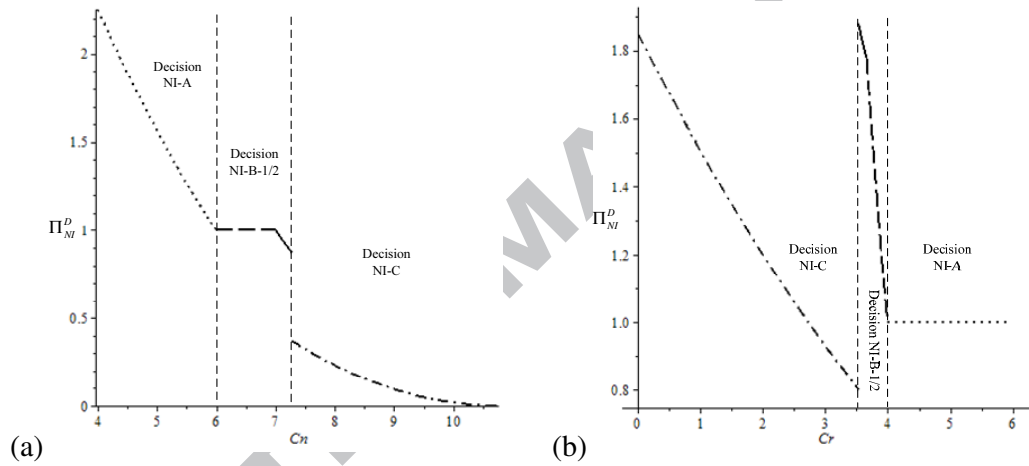 2
1.5
1
0.5
0
Π^D_NI
Decision
NI-A
Decision
NI-B-1/2
Decision
NI-C
4 5 6 7 8 9 10
Cn
(a)
MA
1.8
1.6
1.4
1.2
1.0
0.8
Π^D_NI
Decision
NI-C
Decision NI-B-1/2
Decision
NI-A
0 1 2 3 4 5 6
Cr
(b)